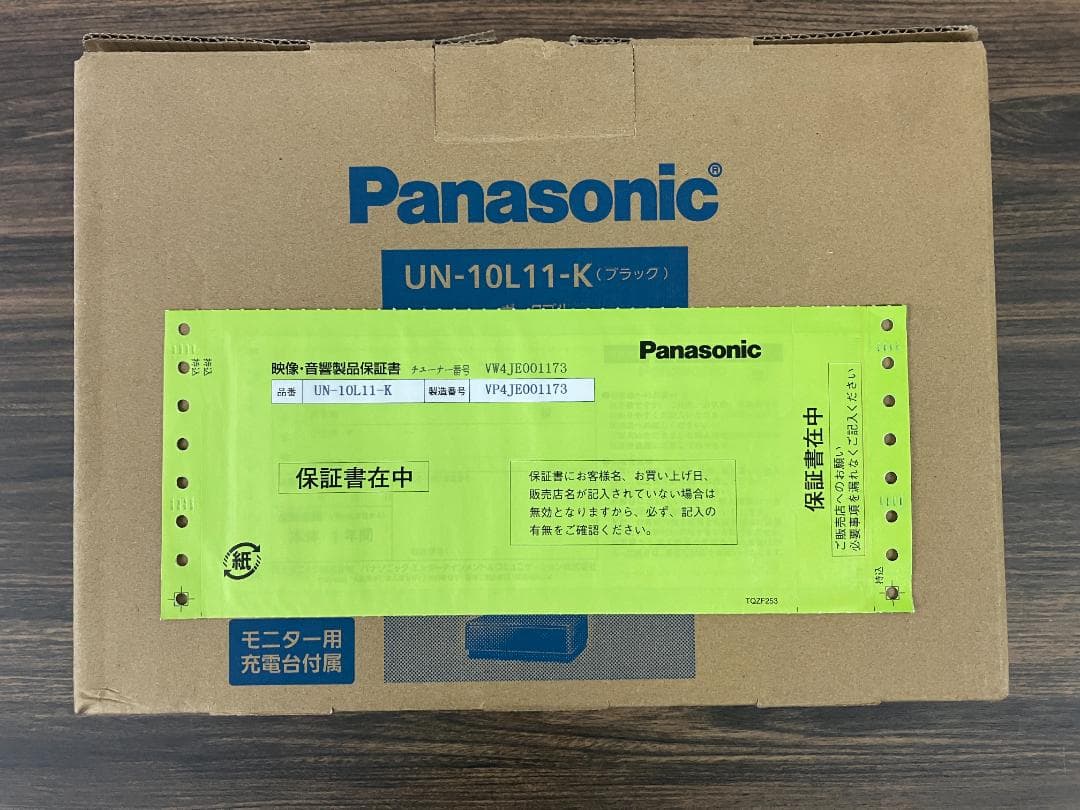 Panasonic®
UN-10L11-K（ブラック）
Panasonic
映像・音響製品保証書 チューナー番号 VW4JE001173
品番 UN-10L11-K 製造番号 VP4JE001173
持込
持込
保証書在中
保証書にお客様名、お買い上げ日、
販売店名が記入されていない場合は
無効となりますから、必ず、記入の
有無をご確認ください。
保証書在中
ご販売店へのお願い
必要事項を漏れなくご記入ください
紙
持込
TQZF253
モニター用
充電台付属